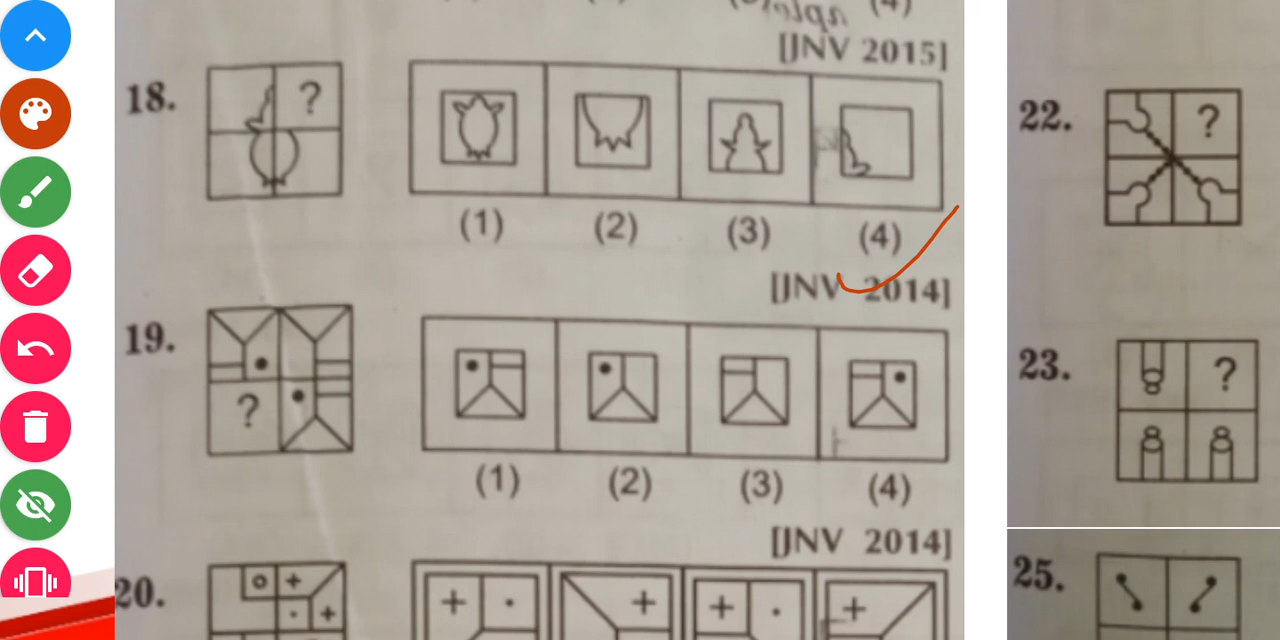 (4)
[JNV 2015]
18.
?
(1) (2) (3) (4)
[JNV 2014]
19.
?
(1) (2) (3) (4)
[JNV 2014]
20.
22.
?
23.
?
25.